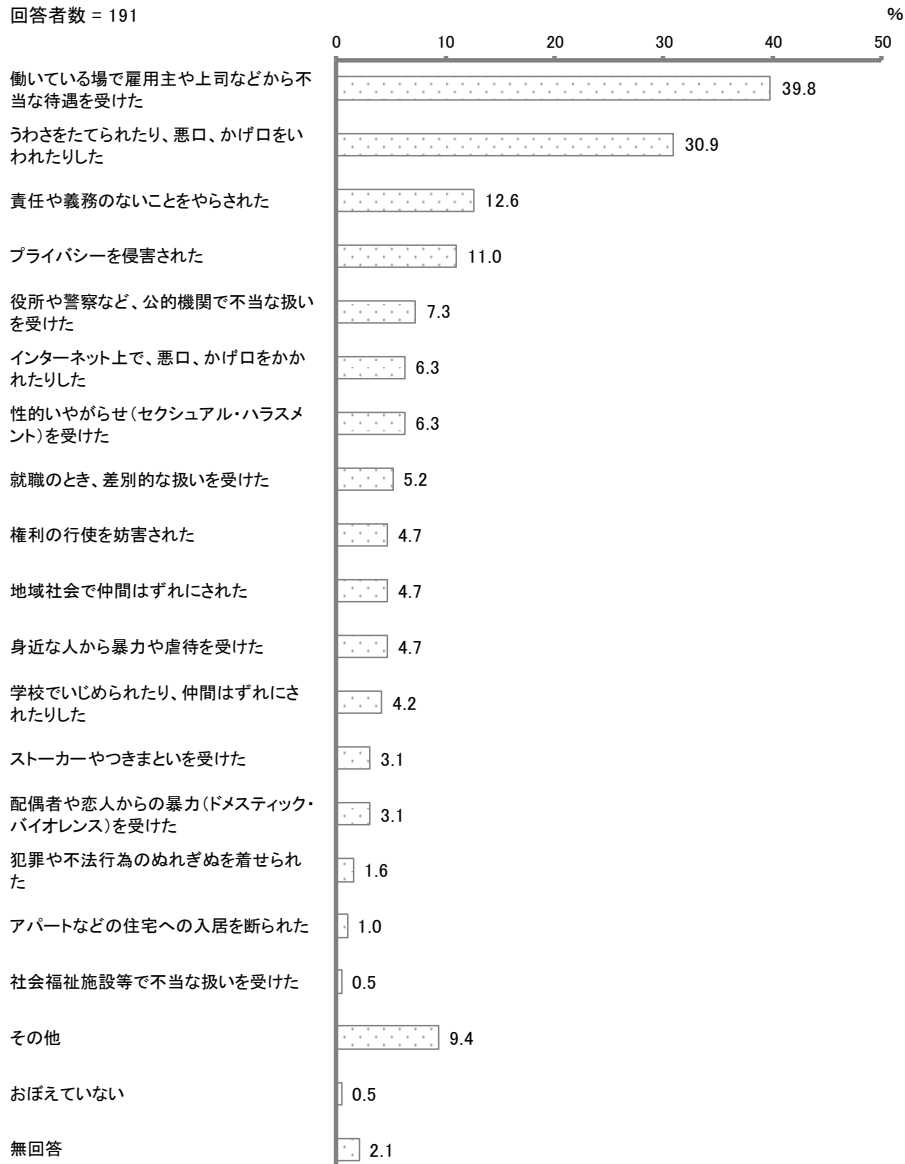 回答者数 = 191
%
0 10 20 30 40 50
働いている場で雇用主や上司などから不
当な待遇を受けた
39.8
うわさをたてられたり、悪口、かげ口をい
われたりした
30.9
責任や義務のないことをやらされた
12.6
プライバシーを侵害された
11.0
役所や警察など、公的機関で不当な扱い
を受けた
7.3
インターネット上で、悪口、かげ口をかか
れたりした
6.3
性的いやがらせ(セクシュアル・ハラスメ
ント)を受けた
6.3
就職のとき、差別的な扱いを受けた
5.2
権利の行使を妨害された
4.7
地域社会で仲間はずれにされた
4.7
身近な人から暴力や虐待を受けた
4.7
学校でいじめられたり、仲間はずれにさ
れたりした
4.2
ストーカーやつきまといを受けた
3.1
配偶者や恋人からの暴力(ドメスティック・
バイオレンス)を受けた
3.1
犯罪や不法行為のぬれぎぬを着せられ
た
1.6
アパートなどの住宅への入居を断られた
1.0
社会福祉施設等で不当な扱いを受けた
0.5
その他
9.4
おぼえていない
0.5
無回答
2.1